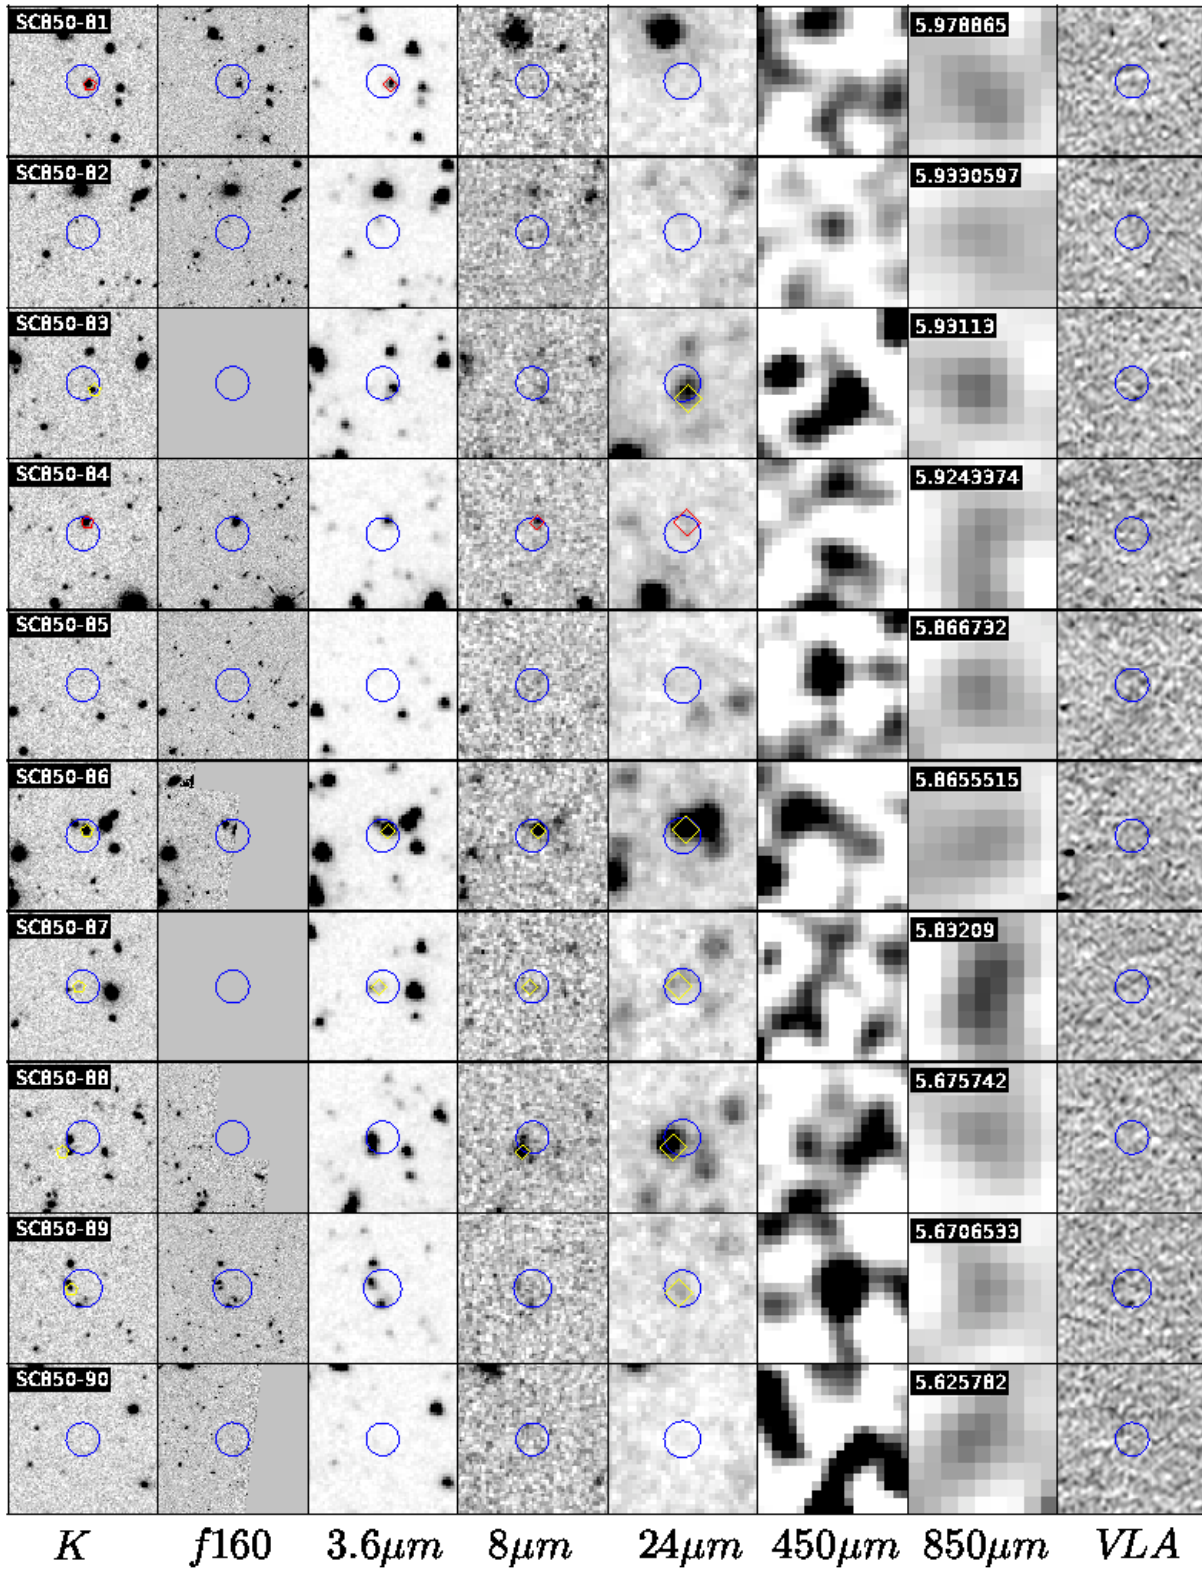 SC850-81 5.978865
SC850-82 5.9330597
SC850-83 5.93113
SC850-84 5.9243374
SC850-85 5.866732
SC850-86 5.8655515
SC850-87 5.83209
SC850-88 5.675742
SC850-89 5.6706533
SC850-90 5.625782
K f160 3.6μm 8μm 24μm 450μm 850μm VLA